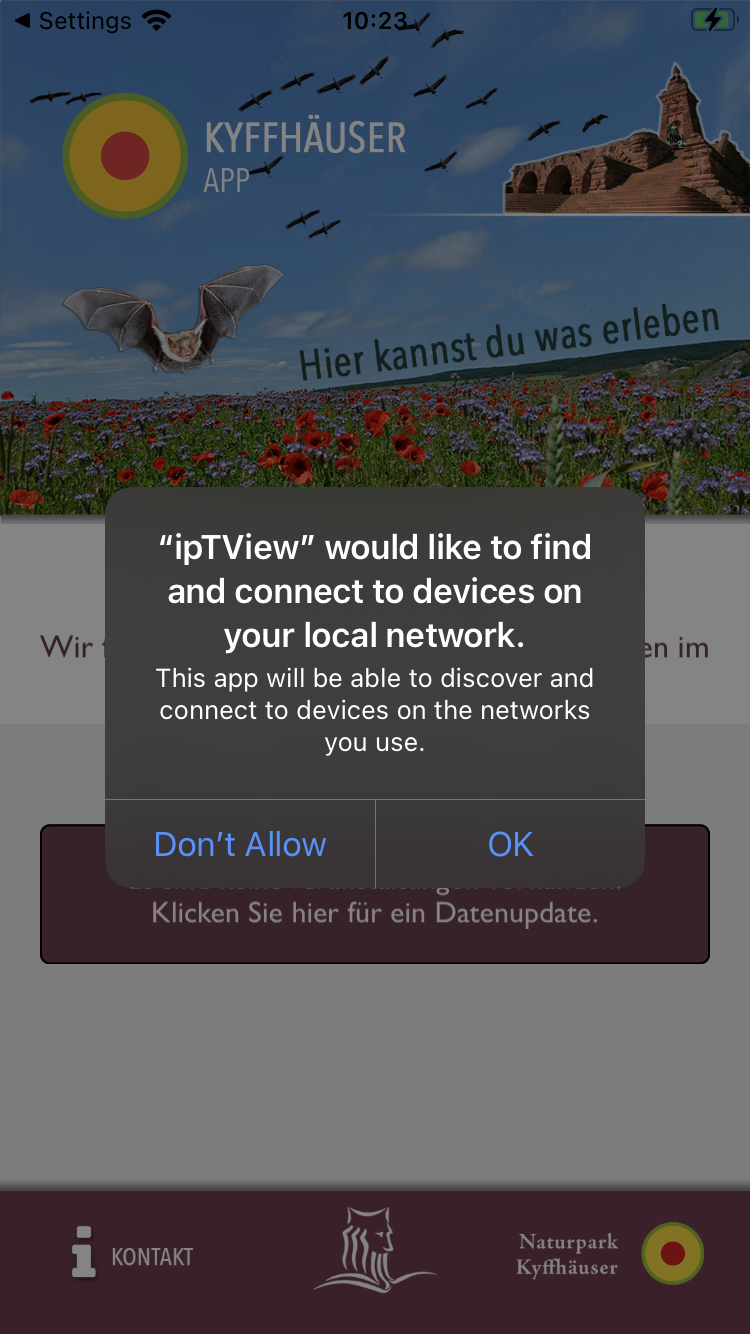 Settings
10:23
KYFFHÄUSER
APP
Hier kannst du was erleben
“ipTView” would like to find
and connect to devices on
your local network.
This app will be able to discover and
connect to devices on the networks
you use.
Wir
en im
Don’t Allow
OK
Klicken Sie hier für ein Datenupdate.
KONTAKT
Naturpark
Kyffhäuser